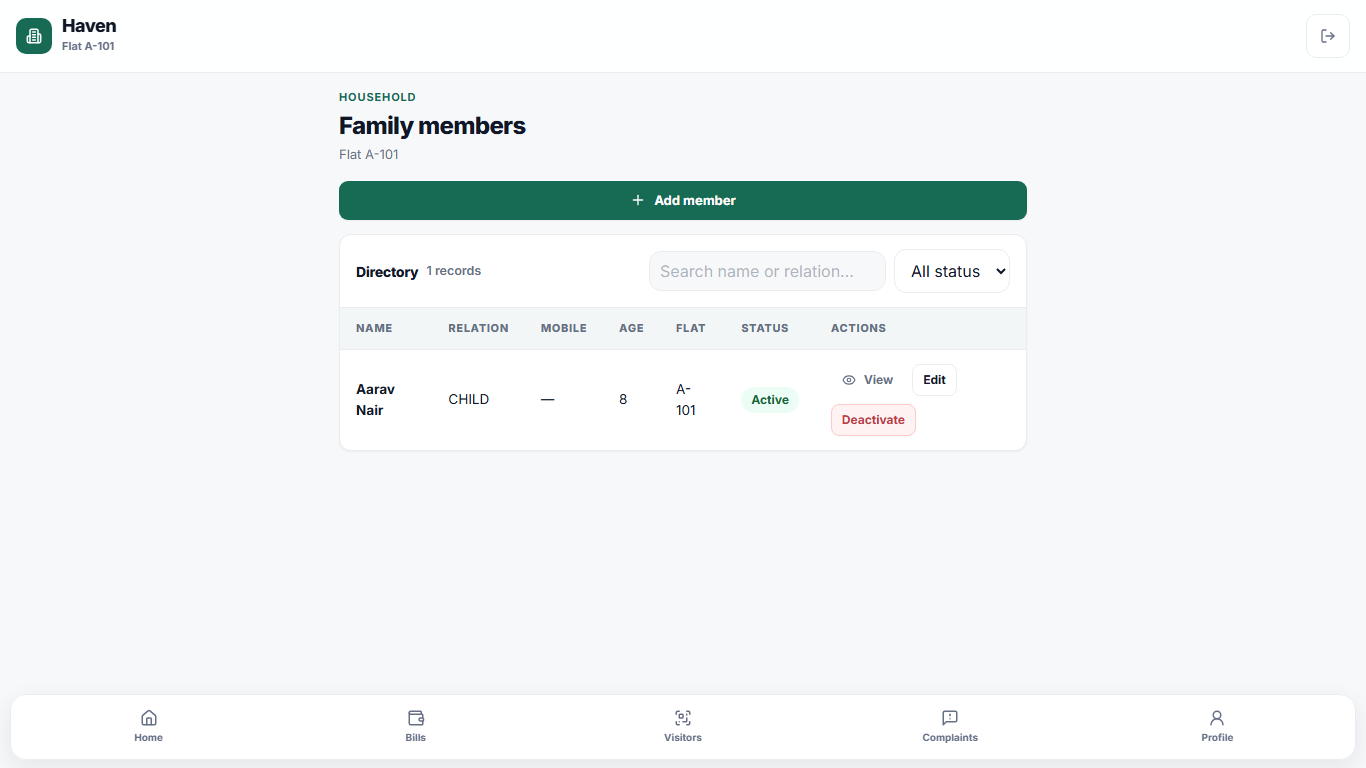 Haven
Flat A-101
HOUSEHOLD
Family members
Flat A-101
Add member
Directory 1 records Search name or relation... All status
NAME RELATION MOBILE AGE FLAT STATUS ACTIONS
Aarav Nair CHILD — 8 A-101 Active View Edit
Deactivate
Home Bills Visitors Complaints Profile